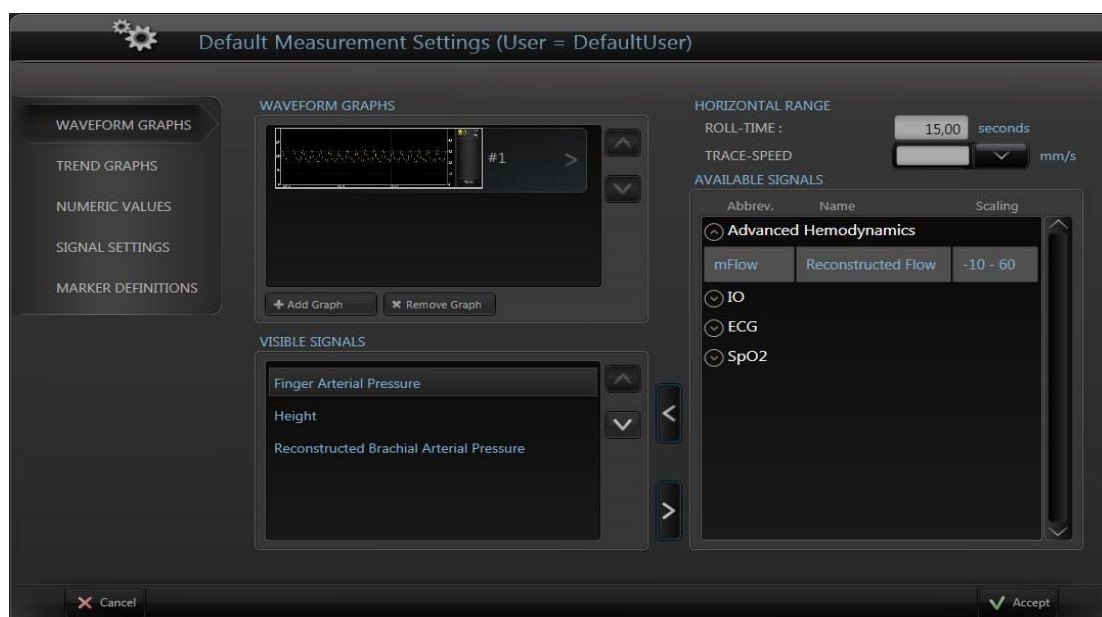 Default Measurement Settings (User = DefaultUser)
WAVEFORM GRAPHS
TREND GRAPHS
NUMERIC VALUES
SIGNAL SETTINGS
MARKER DEFINITIONS
WAVEFORM GRAPHS
#1 >
+ Add Graph
✖ Remove Graph
VISIBLE SIGNALS
Finger Arterial Pressure
Height
Reconstructed Brachial Arterial Pressure
<
>
HORIZONTAL RANGE
ROLL-TIME : 15,00 seconds
TRACE-SPEED mm/s
AVAILABLE SIGNALS
Abbrev. Name Scaling
Advanced Hemodynamics
mFlow Reconstructed Flow -10 - 60
IO
ECG
SpO2
Cancel
Accept